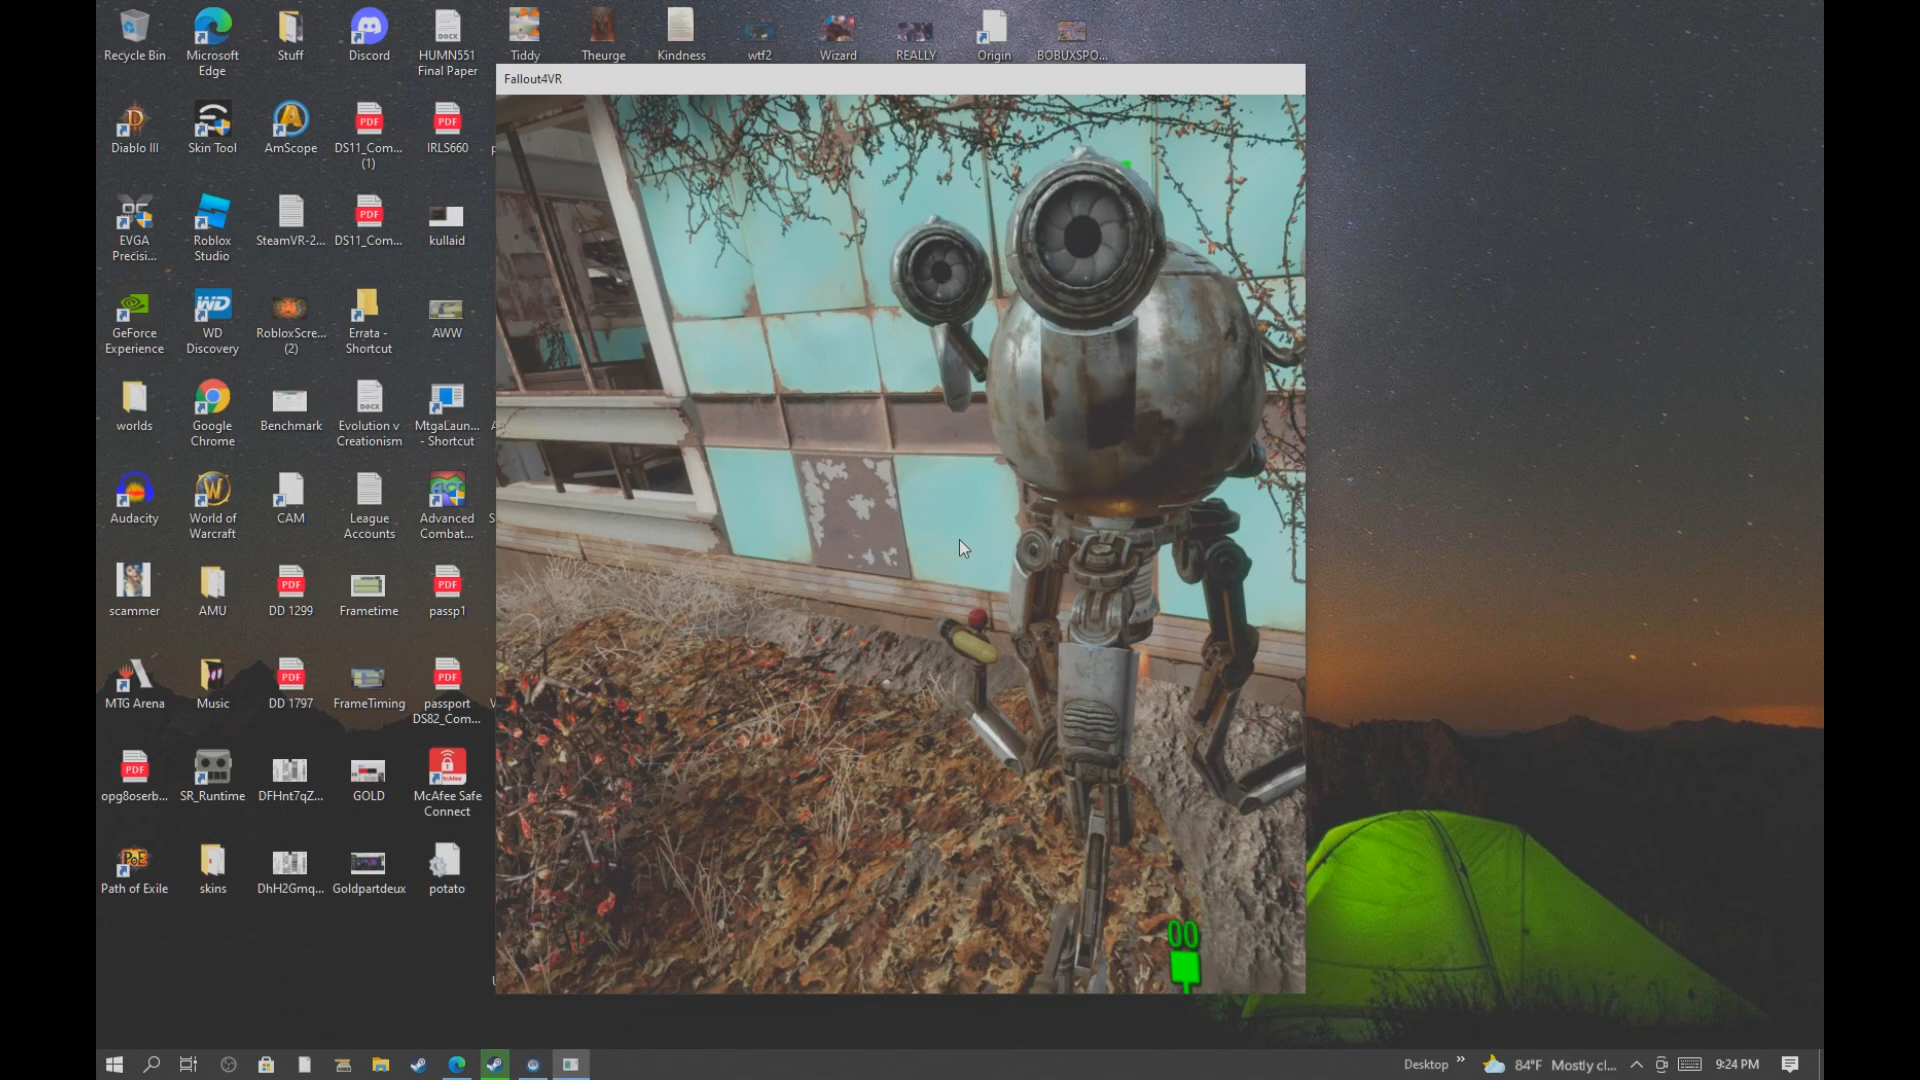 Recycle Bin
Microsoft
Edge
Stuff
Discord
HUMN551
Final Paper
Tiddy
Theurge
Kindness
wtf2
Wizard
REALLY
Origin
BOBUXSPO...
Fallout4VR
Diablo III
Skin Tool
AmScope
DS11_Com...
(1)
IRLS660
EVGA
Precisi...
Roblox
Studio
SteamVR-2...
DS11_Com...
kullaid
GeForce
Experience
WD
Discovery
RobloxScre...
(2)
Errata -
Shortcut
AWW
worlds
Google
Chrome
Benchmark
Evolution v
Creationism
MtgaLaun...
- Shortcut
Audacity
World of
Warcraft
CAM
League
Accounts
Advanced
Combat...
scammer
AMU
DD 1299
Frametime
passp1
MTG Arena
Music
DD 1797
FrameTiming
passport
DS82_Com...
opg8oserb...
SR_Runtime
DFHnt7qZ...
GOLD
McAfee Safe
Connect
Path of Exile
skins
DhH2Gmq...
Goldpartdeux
potato
00
Desktop
84°F Mostly cl...
9:24 PM